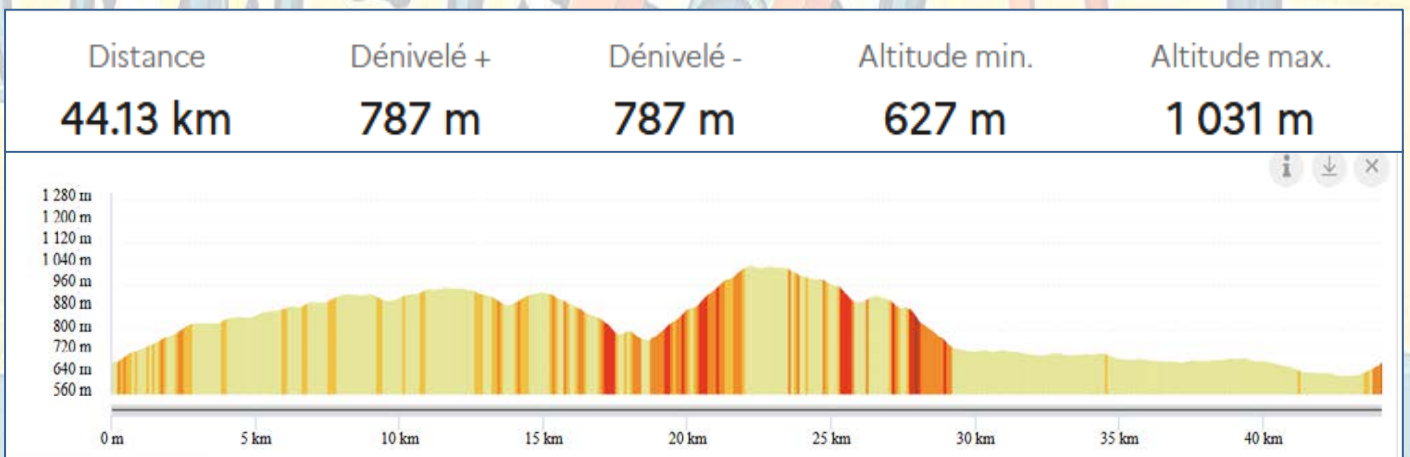 Distance Dénivelé + Dénivelé - Altitude min. Altitude max.
44.13 km 787 m 787 m 627 m 1 031 m
1 280 m
1 200 m
1 120 m
1 040 m
960 m
880 m
800 m
720 m
640 m
560 m
0 m 5 km 10 km 15 km 20 km 25 km 30 km 35 km 40 km